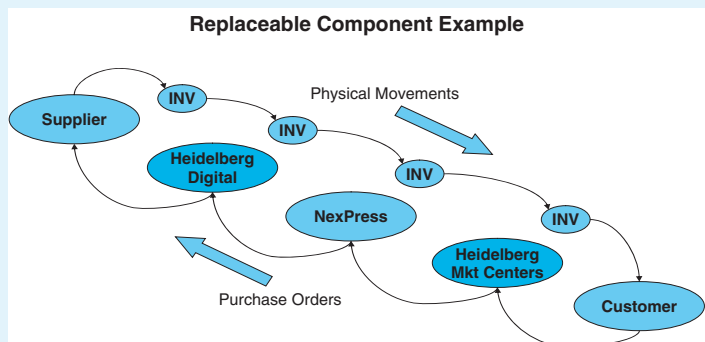 Replaceable Component Example
INV
Physical Movements
Supplier
INV
Heidelberg
Digital
INV
NexPress
INV
Heidelberg
Mkt Centers
Purchase Orders
Customer